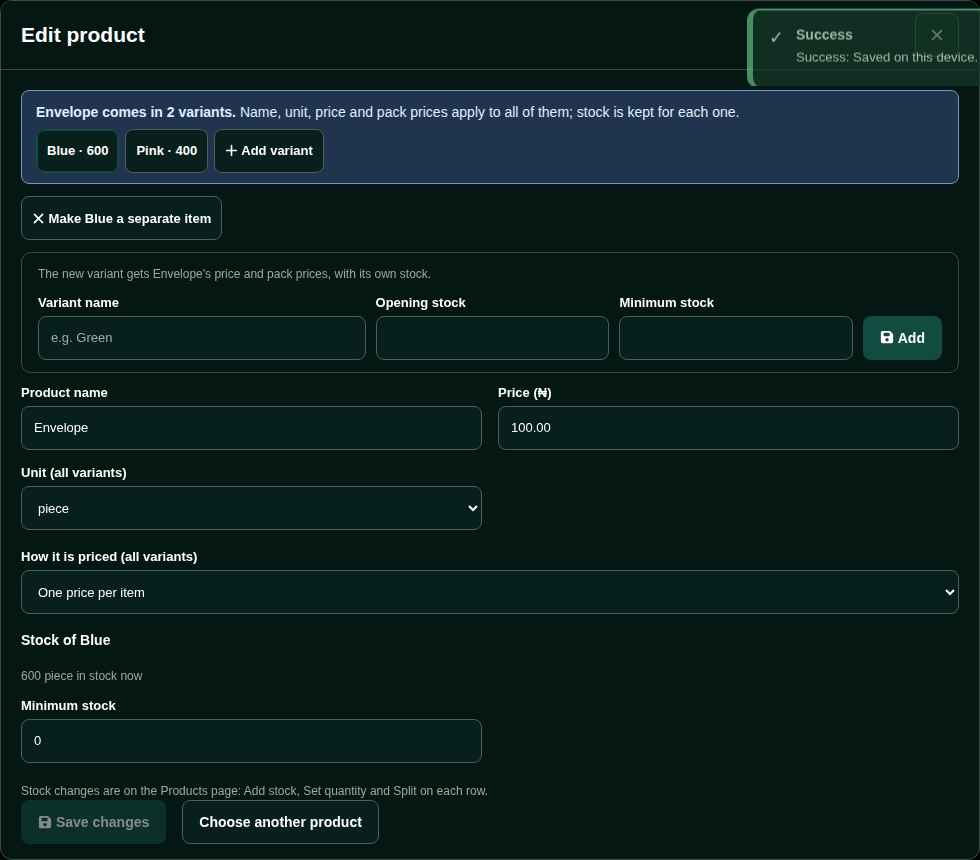 Edit product
✓ Success
Success: Saved on this device.
Envelope comes in 2 variants. Name, unit, price and pack prices apply to all of them; stock is kept for each one.
Blue · 600 Pink · 400 Add variant
Make Blue a separate item
The new variant gets Envelope's price and pack prices, with its own stock.
Variant name Opening stock Minimum stock
e.g. Green Add
Product name Price (₦)
Envelope 100.00
Unit (all variants)
piece
How it is priced (all variants)
One price per item
Stock of Blue
600 piece in stock now
Minimum stock
0
Stock changes are on the Products page: Add stock, Set quantity and Split on each row.
Save changes Choose another product